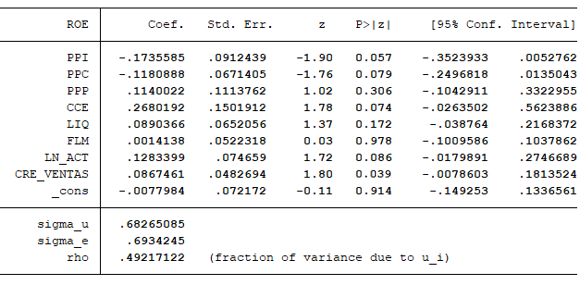 ROE Coef. Std. Err. z P>|z| [95% Conf. Interval]
PPI -.1735585 .0912439 -1.90 0.057 -.3523933 .0052762
PPC -.1180888 .0671405 -1.76 0.079 -.2496818 .0135043
PPP .1140022 .1113762 1.02 0.306 -.1042911 .3322955
CCE .2680192 .1501912 1.78 0.074 -.0263502 .5623886
LIQ .0890366 .0652056 1.37 0.172 -.038764 .2168372
FLM .0014138 .0522318 0.03 0.978 -.1009586 .1037862
LN_ACT .1283399 .074659 1.72 0.086 -.0179891 .2746689
CRE_VENTAS .0867461 .0482694 1.80 0.039 -.0078603 .1813524
_cons -.0077984 .072172 -0.11 0.914 -.149253 .1336561
sigma_u .68265085
sigma_e .6934245
rho .49217122 (fraction of variance due to u_i)